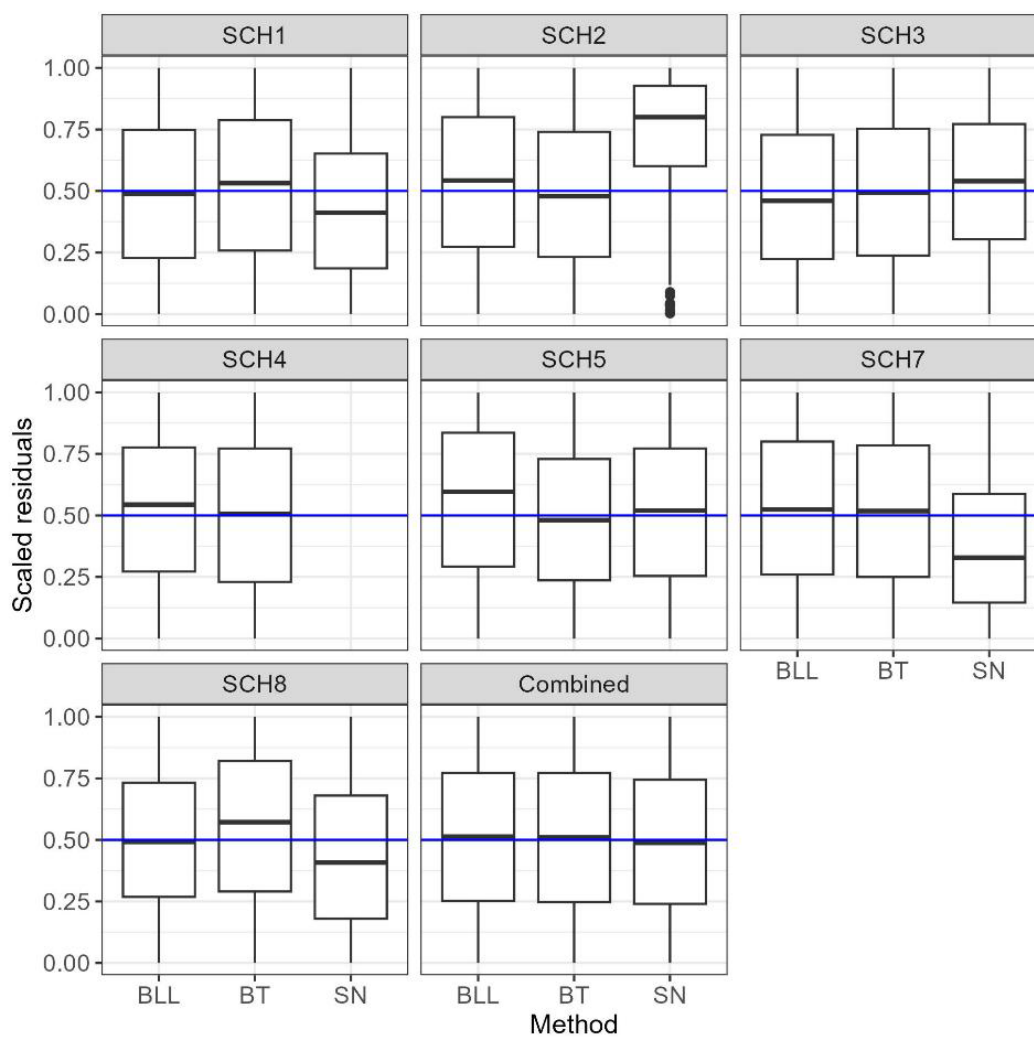 SCH1 SCH2 SCH3
1.00
0.75
0.50
0.25
0.00
SCH4 SCH5 SCH7
1.00
0.75
0.50
0.25
0.00
Scaled residuals
BLL BT SN
SCH8 Combined
1.00
0.75
0.50
0.25
0.00
BLL BT SN BLL BT SN
Method